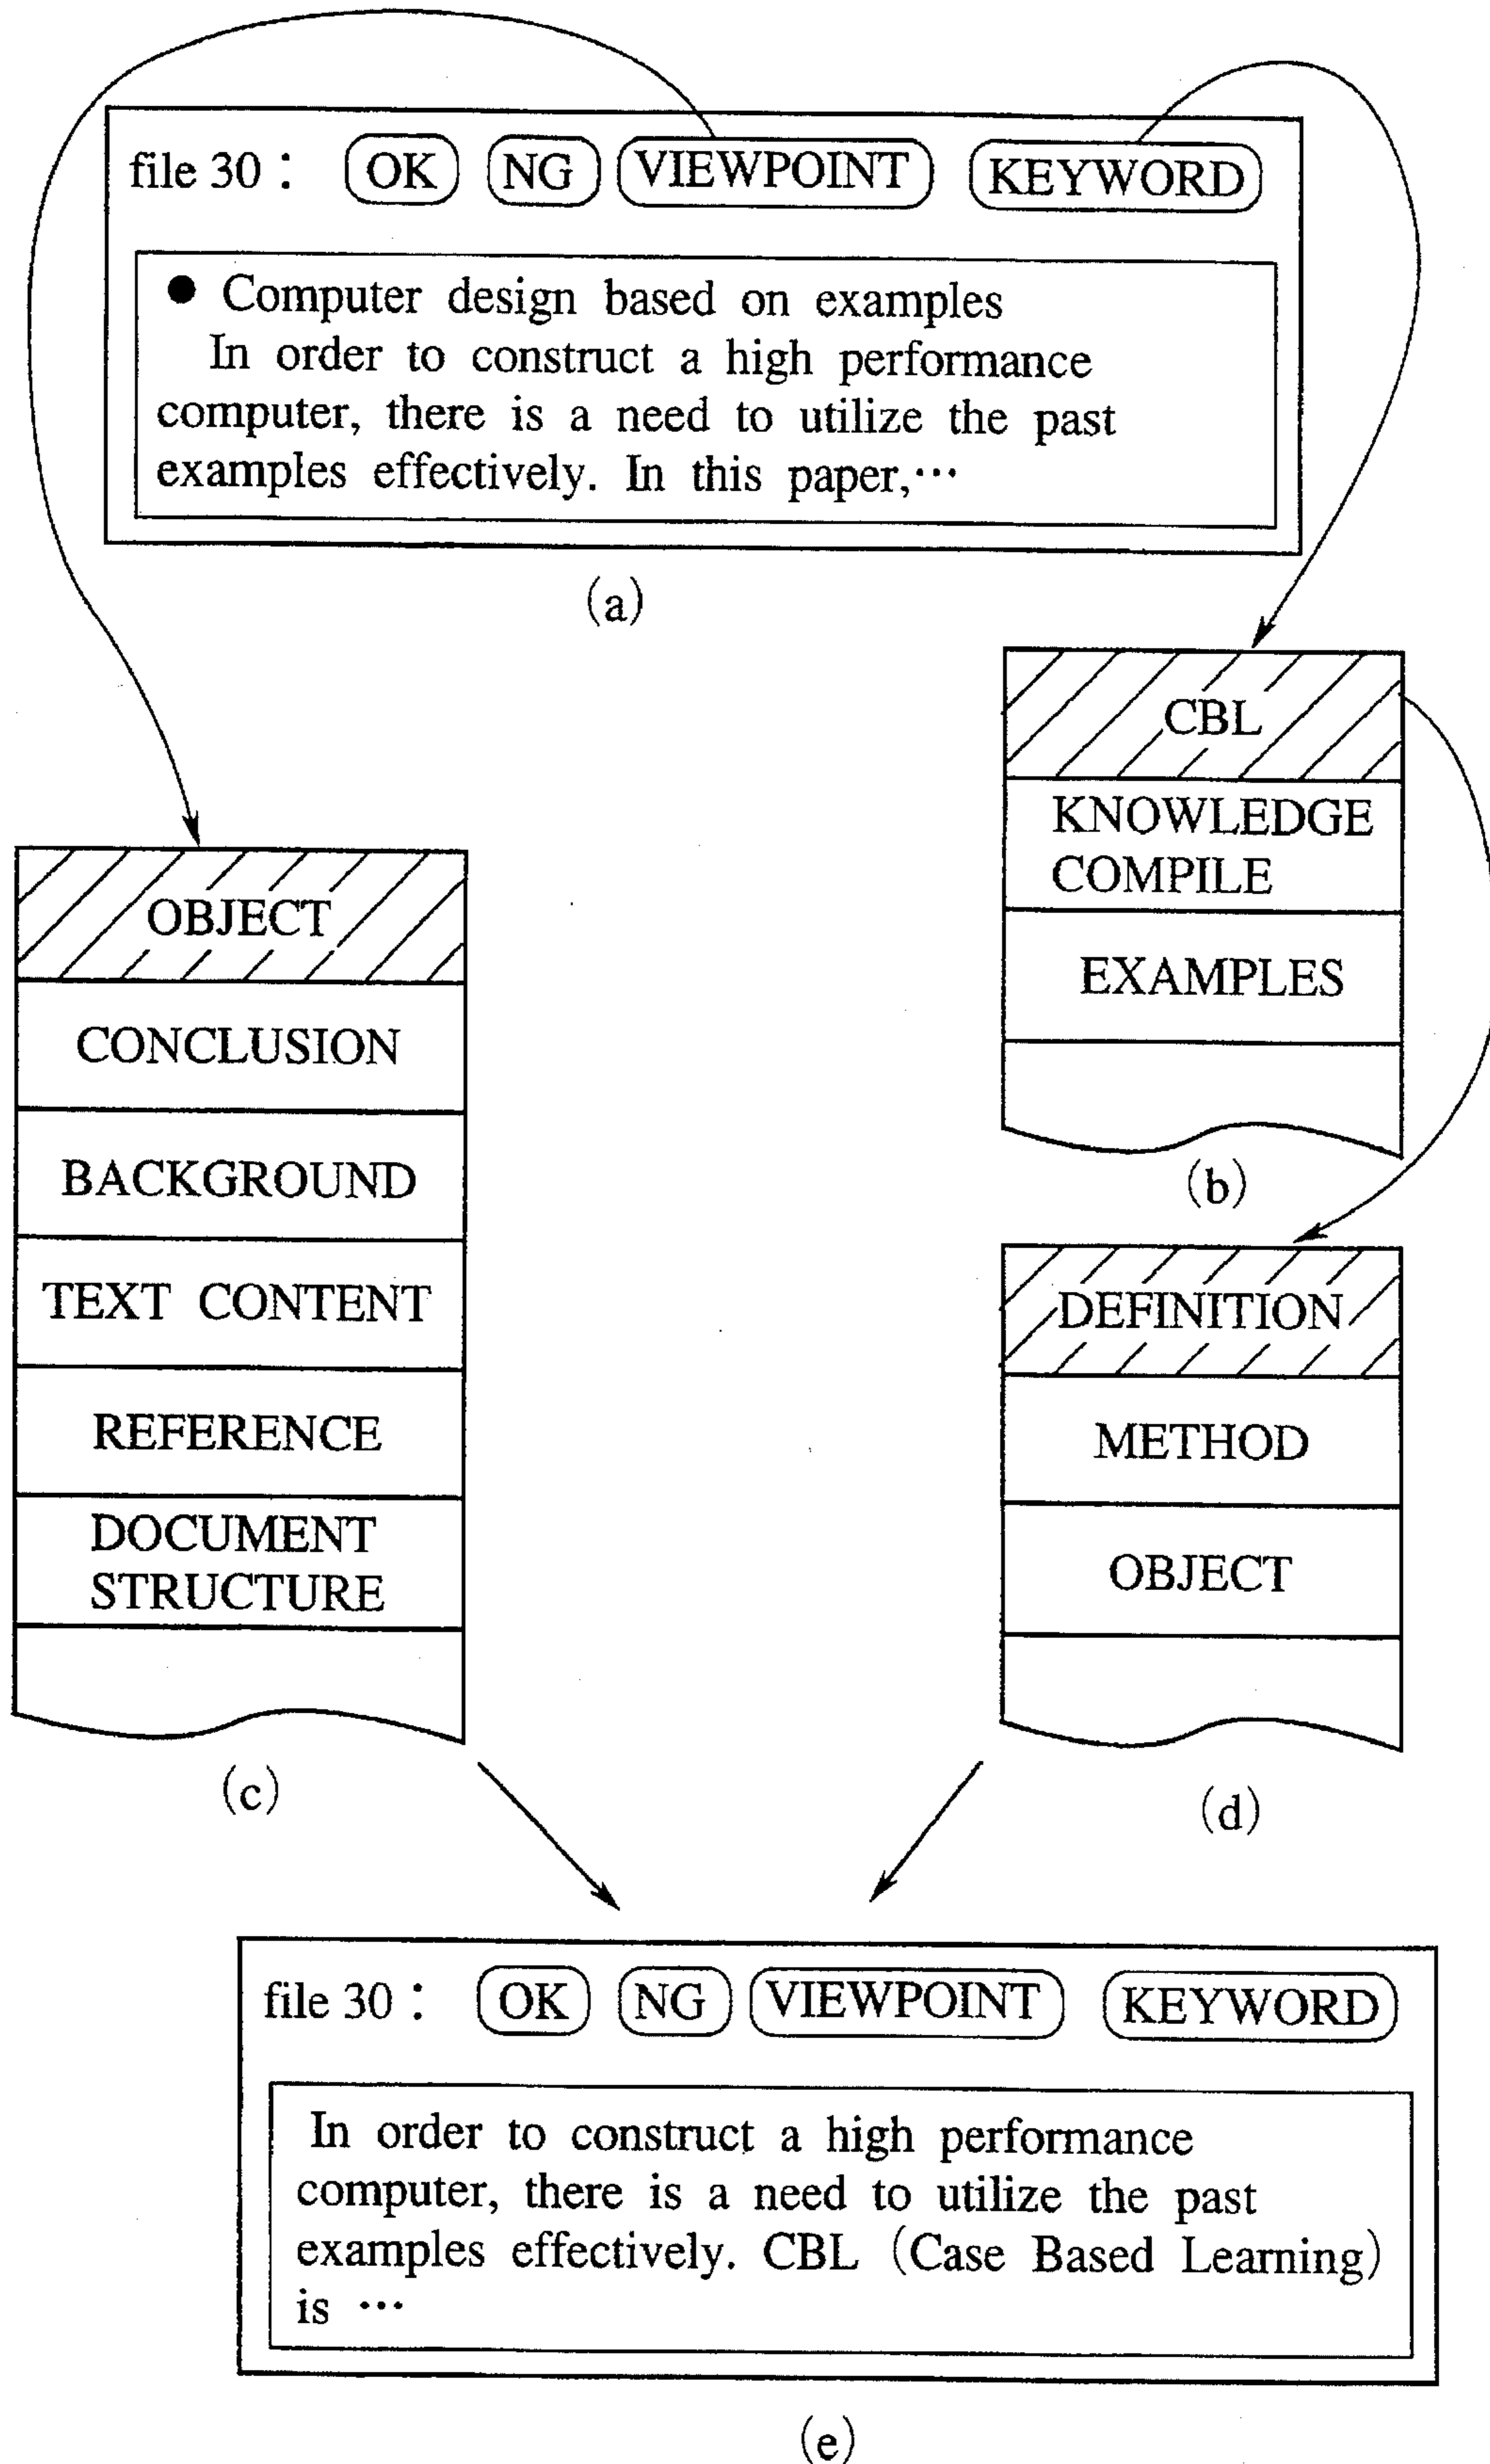 file 30 : OK NG VIEWPOINT KEYWORD
● Computer design based on examples
In order to construct a high performance
computer, there is a need to utilize the past
examples effectively. In this paper,···
(a)
CBL
KNOWLEDGE
COMPILE
EXAMPLES
(b)
OBJECT
CONCLUSION
BACKGROUND
TEXT CONTENT
REFERENCE
DOCUMENT
STRUCTURE
(c)
DEFINITION
METHOD
OBJECT
(d)
file 30 : OK NG VIEWPOINT KEYWORD
In order to construct a high performance
computer, there is a need to utilize the past
examples effectively. CBL (Case Based Learning)
is ···
(e)